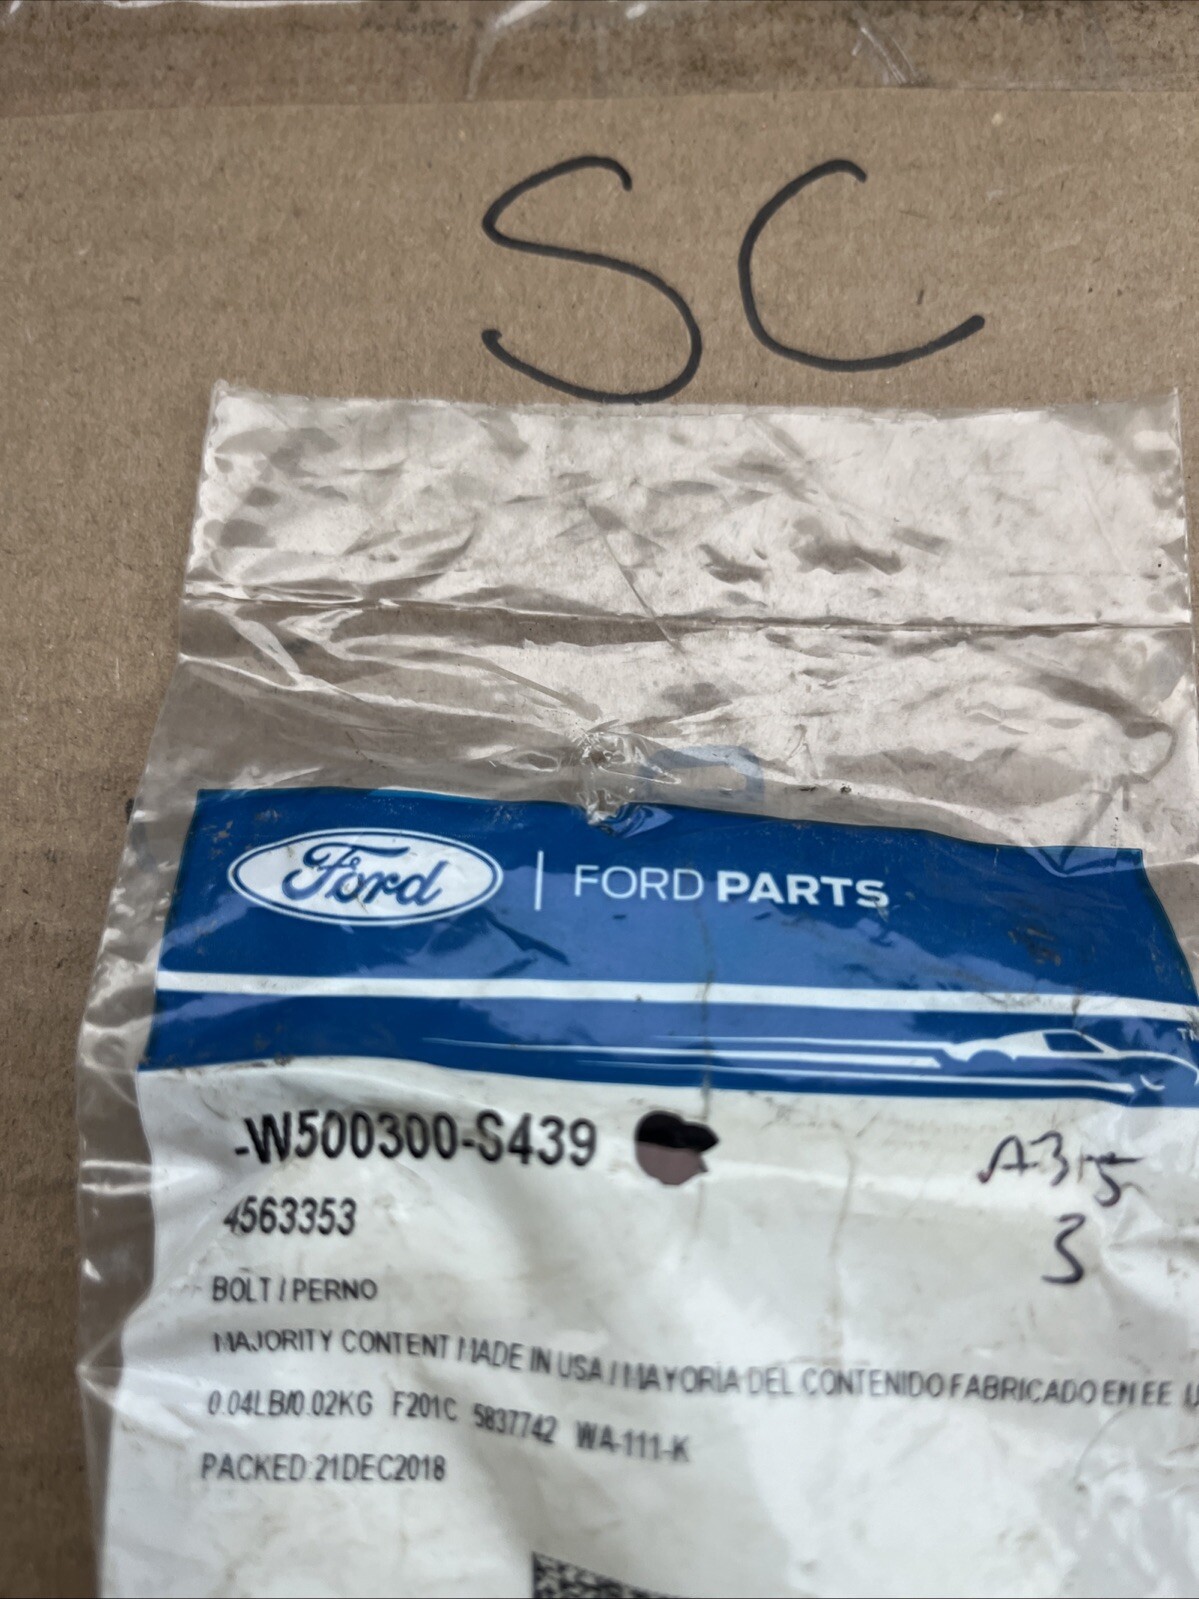 SC
Ford | FORD PARTS
TM
-W500300-S439
A315
3
4563353
BOLT / PERNO
MAJORITY CONTENT MADE IN USA / MAYORIA DEL CONTENIDO FABRICADO EN EE
0.04LB/0.02KG F201C 5837742 WA-111-K
PACKED:21DEC2018